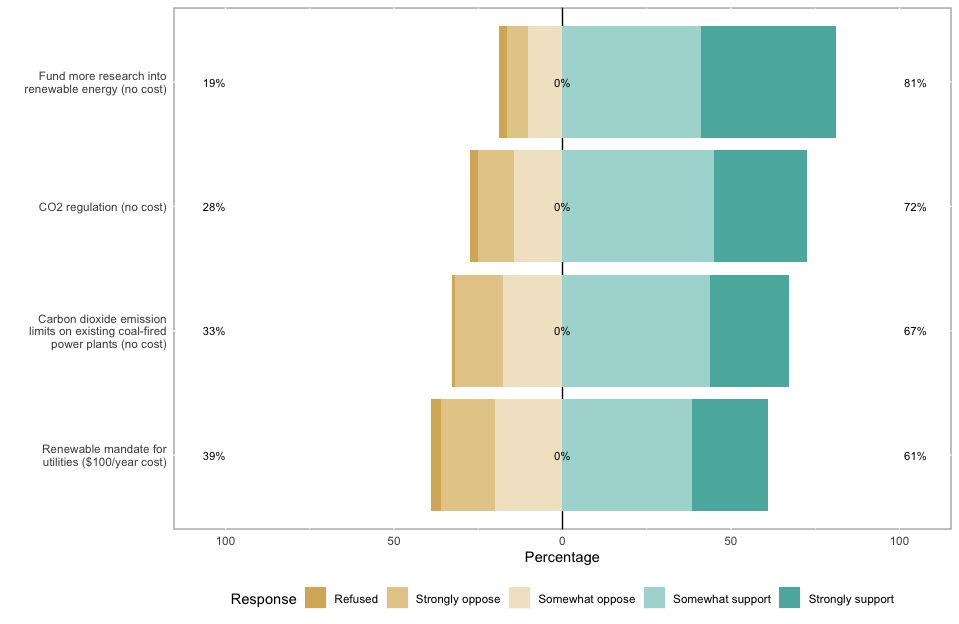 Fund more research into
renewable energy (no cost)
19%
0%
81%
CO2 regulation (no cost)
28%
0%
72%
Carbon dioxide emission
limits on existing coal-fired
power plants (no cost)
33%
0%
67%
Renewable mandate for
utilities ($100/year cost)
39%
0%
61%
100
50
0
50
100
Percentage
Response
Refused
Strongly oppose
Somewhat oppose
Somewhat support
Strongly support